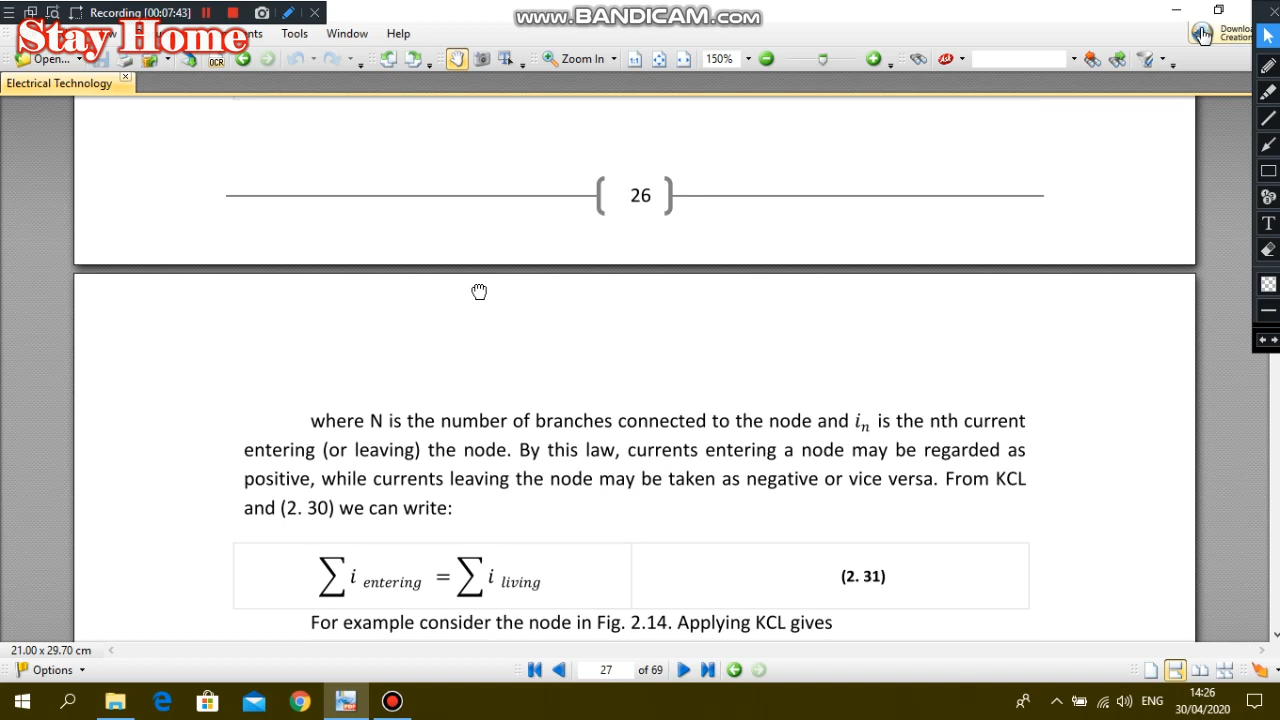 Recording [00:07:43]
www.BANDICAM.com
Stay Home
Tools Window Help
Downloa
Creation
Open...
OCR
Zoom In
150%
Electrical Technology
26
where N is the number of branches connected to the node and iₙ is the nth current
entering (or leaving) the node. By this law, currents entering a node may be regarded as
positive, while currents leaving the node may be taken as negative or vice versa. From KCL
and (2. 30) we can write:
∑ i entering = ∑ i living (2. 31)
For example consider the node in Fig. 2.14. Applying KCL gives
21.00 x 29.70 cm
Options
27 of 69
ENG
14:26
30/04/2020